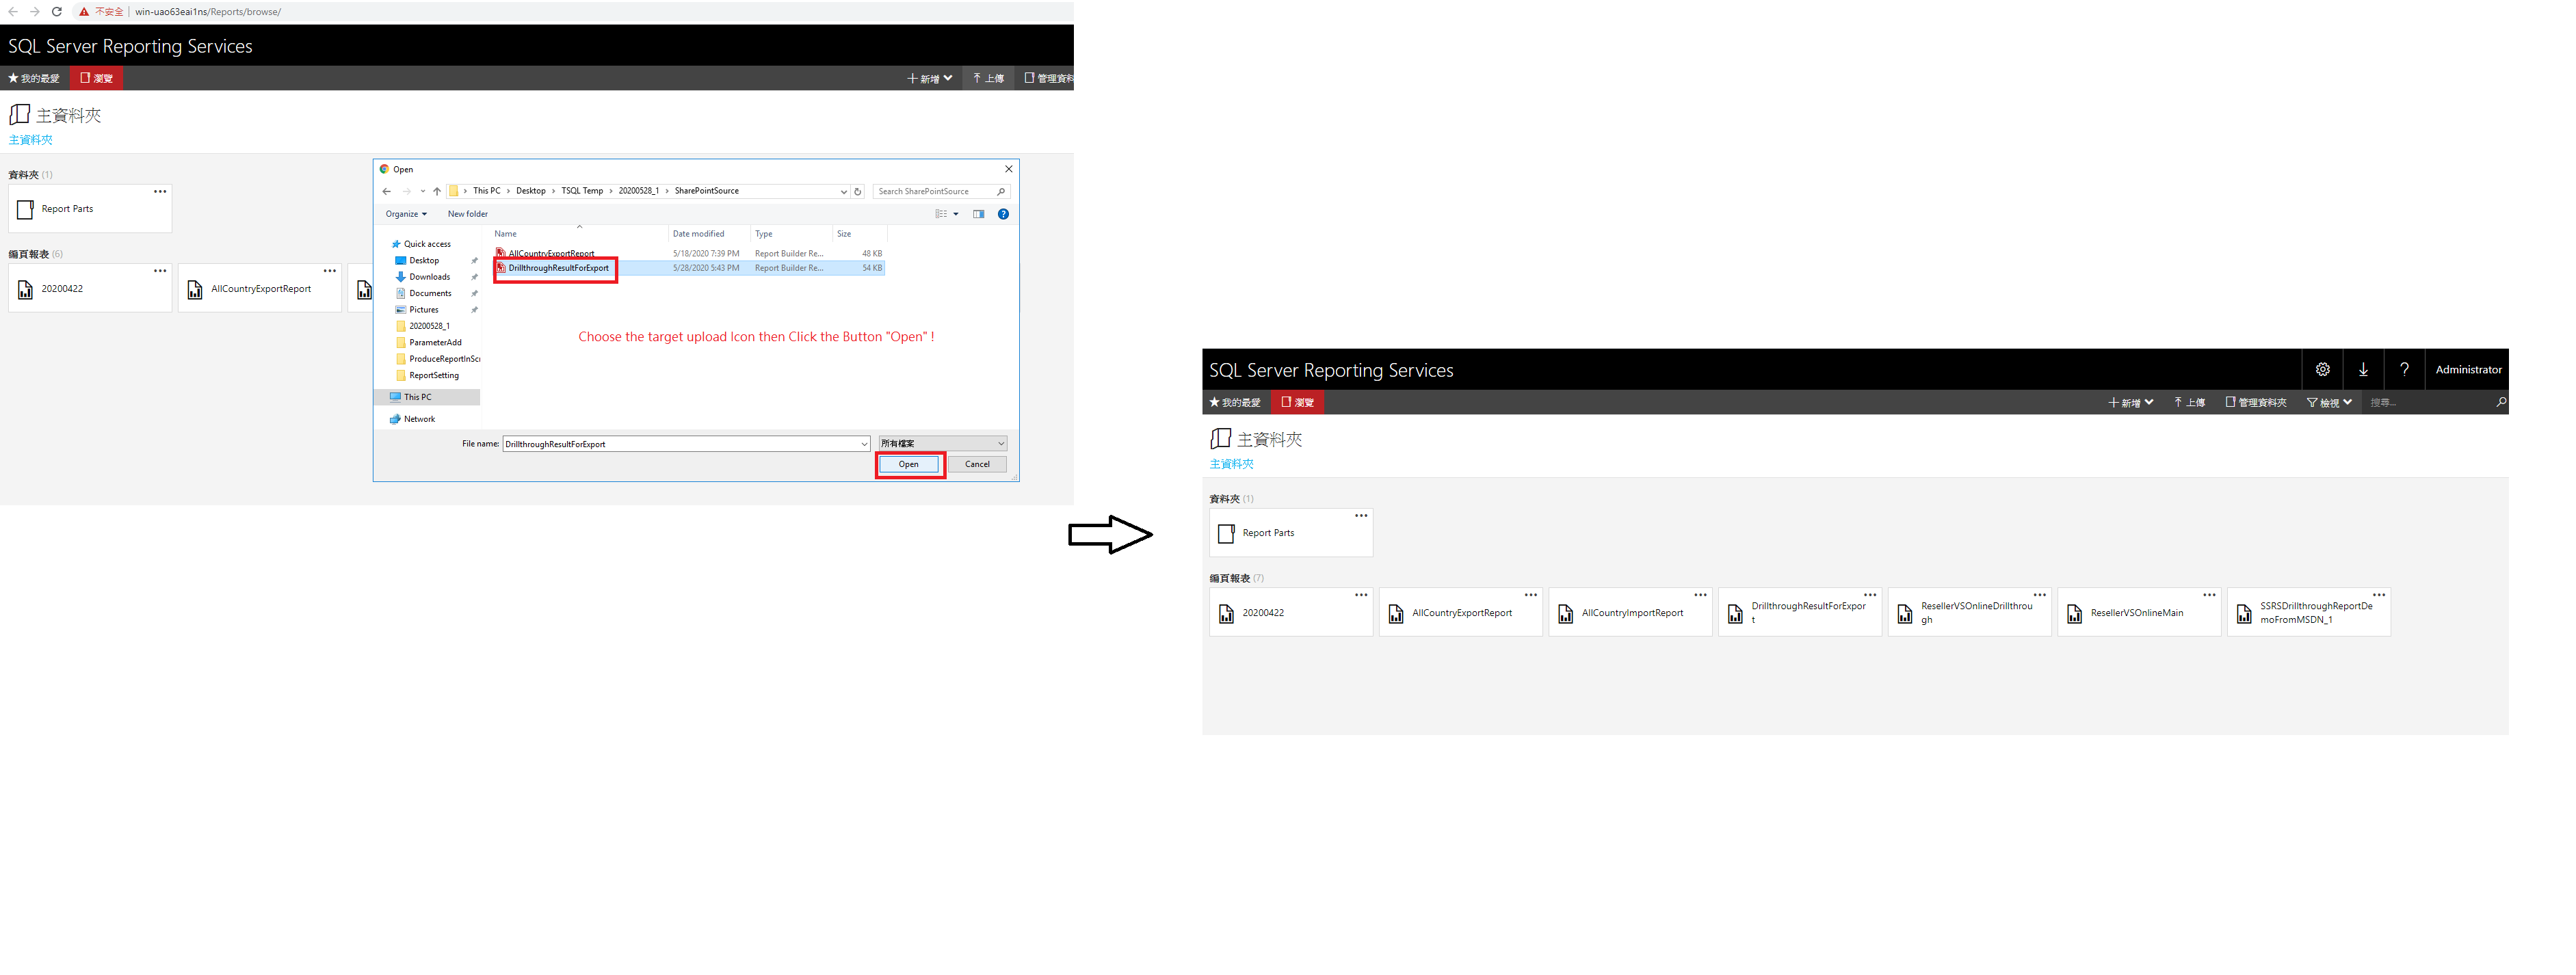 不安全 | win-uao63eai1ns/Reports/browse/
SQL Server Reporting Services
我的最愛 瀏覽 新增 上傳 管理資料
主資料夾
主資料夾
資料夾 (1)
Report Parts
編頁報表 (6)
20200422 AllCountryExportReport
Open
This PC > Desktop > TSQL Temp > 20200528_1 > SharePointSource Search SharePointSource
Organize New folder
Name Date modified Type Size
AllCountryExportReport 5/18/2020 7:39 PM Report Builder Re... 48 KB
DrillthroughResultForExport 5/28/2020 5:43 PM Report Builder Re... 54 KB
Quick access
Desktop
Downloads
Documents
Pictures
20200528_1
ParameterAdd
ProduceReportInScr
ReportSetting
This PC
Network
Choose the target upload Icon then Click the Button "Open" !
File name: DrillthroughResultForExport 所有檔案
Open Cancel
SQL Server Reporting Services Administrator
我的最愛 瀏覽 新增 上傳 管理資料夾 檢視 搜尋...
主資料夾
主資料夾
資料夾 (1)
Report Parts
編頁報表 (7)
20200422
AllCountryExportReport
AllCountryImportReport
DrillthroughResultForExpor
t
ResellerVSOnlineDrillthrou
gh
ResellerVSOnlineMain
SSRSDrillthroughReportDe
moFromMSDN_1